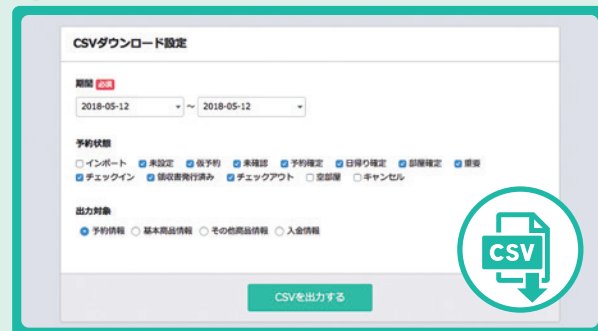 CSVダウンロード設定
期間 必須
2018-05-12 ～ 2018-05-12
予約状態
インポート 未設定 仮予約 未確認 予約確定 日帰り確定 部屋確定 重要
チェックイン 領収書発行済み チェックアウト 空部屋 キャンセル
出力対象
予約情報 基本商品情報 その他商品情報 入金情報
CSV
CSVを出力する